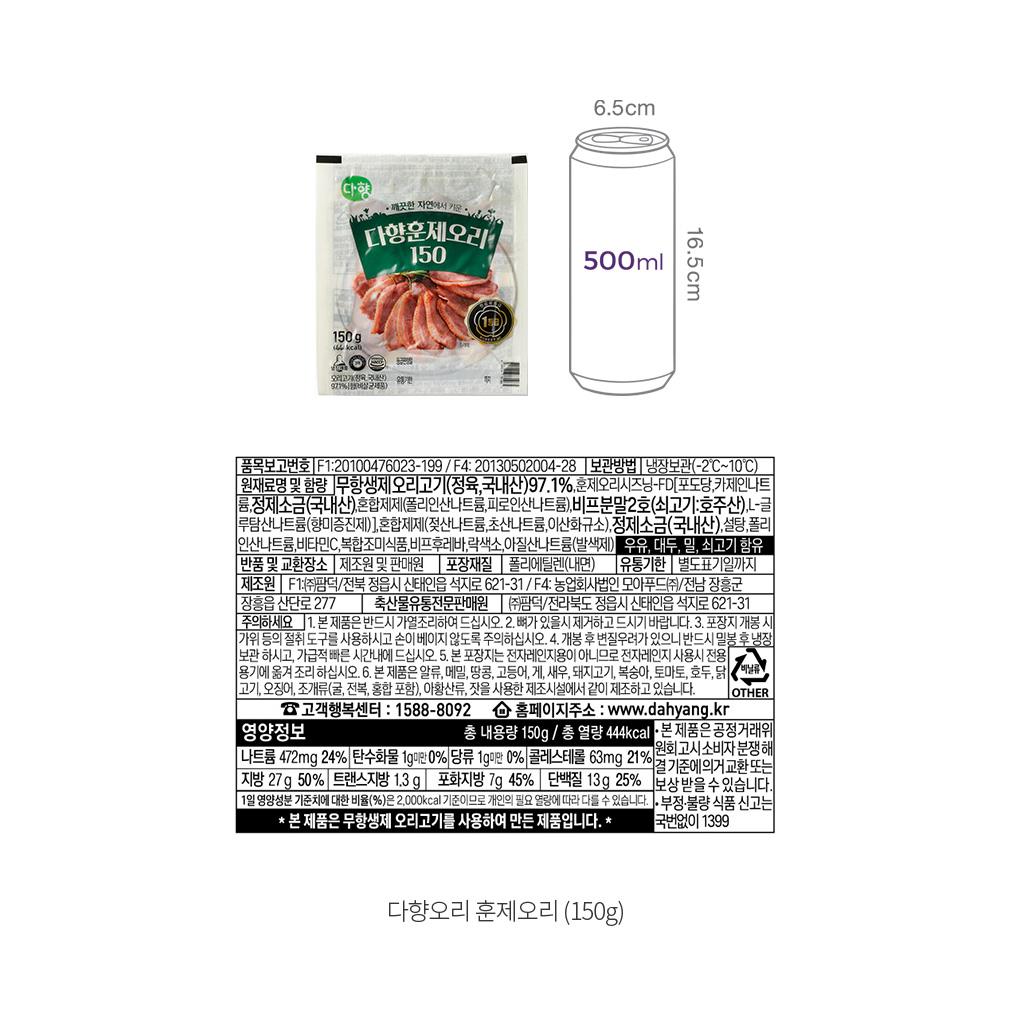 6.5cm
다향
깨끗한 자연에서 키운
다향훈제오리
150
1등급
150 g
(444 kcal)
오리고기(정육,국내산)
97.1%[햄(비살균제품)]
유통기한
500ml
16.5cm
품목보고번호 F1:20100476023-199 / F4: 20130502004-28 보관방법 냉장보관(-2℃~10℃)
원재료명 및 함량 무항생제 오리고기(정육,국내산)97.1%,훈제오리시즈닝-FD[포도당,카제인나트
륨,정제소금(국내산),혼합제제(폴리인산나트륨,피로인산나트륨),비프분말2호(쇠고기:호주산),L-글
루탐산나트륨(향미증진제)],혼합제제(젖산나트륨,초산나트륨,이산화규소),정제소금(국내산),설탕,폴리
인산나트륨,비타민C,복합조미식품,비프후레바,락색소,아질산나트륨(발색제) 우유, 대두, 밀, 쇠고기 함유
반품 및 교환장소 제조원 및 판매원 포장재질 폴리에틸렌(내면) 유통기한 별도표기일까지
제조원 F1:㈜팜덕/전북 정읍시 신태인읍 석지로 621-31 / F4: 농업회사법인 모아푸드㈜/전남 장흥군
장흥읍 산단로 277 축산물유통전문판매원 ㈜팜덕/전라북도 정읍시 신태인읍 석지로 621-31
주의하세요 1. 본 제품은 반드시 가열조리하여 드십시오. 2. 뼈가 있을시 제거하고 드시기 바랍니다. 3. 포장지 개봉 시
가위 등의 절취 도구를 사용하시고 손이 베이지 않도록 주의하십시오. 4. 개봉 후 변질우려가 있으니 반드시 밀봉 후 냉장
보관 하시고, 가급적 빠른 시간내에 드십시오. 5. 본 포장지는 전자레인지용이 아니므로 전자레인지 사용시 전용
용기에 옮겨 조리 하십시오. 6. 본 제품은 알류, 메밀, 땅콩, 고등어, 게, 새우, 돼지고기, 복숭아, 토마토, 호두, 닭
고기, 오징어, 조개류(굴, 전복, 홍합 포함), 아황산류, 잣을 사용한 제조시설에서 같이 제조하고 있습니다.
비닐류
OTHER
고객행복센터 : 1588-8092 홈페이지주소 : www.dahyang.kr
영양정보 총 내용량 150g / 총 열량 444kcal
나트륨 472mg 24% 탄수화물 1g미만 0% 당류 1g미만 0% 콜레스테롤 63mg 21%
지방 27g 50% 트랜스지방 1.3 g 포화지방 7g 45% 단백질 13g 25%
1일 영양성분 기준치에 대한 비율(%)은 2,000kcal 기준이므로 개인의 필요 열량에 따라 다를 수 있습니다.
* 본 제품은 무항생제 오리고기를 사용하여 만든 제품입니다. *
• 본 제품은 공정거래위
원회 고시 소비자 분쟁 해
결 기준에 의거 교환 또는
보상 받을 수 있습니다.
• 부정·불량 식품 신고는
국번없이 1399
다향오리 훈제오리 (150g)